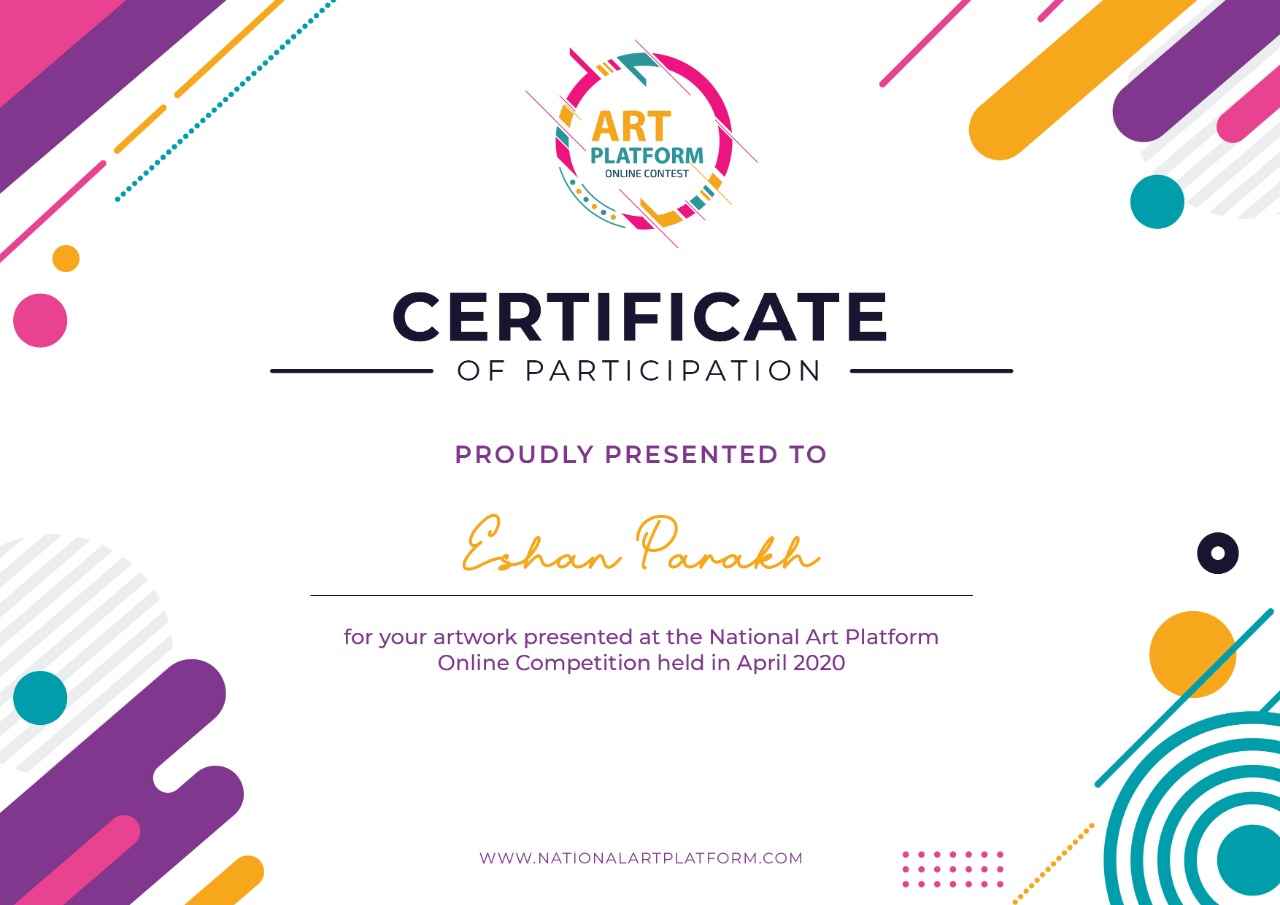 ART
PLATFORM
ONLINE CONTEST
CERTIFICATE
OF PARTICIPATION
PROUDLY PRESENTED TO
Eshan Parakh
for your artwork presented at the National Art Platform
Online Competition held in April 2020
WWW.NATIONALARTPLATFORM.COM